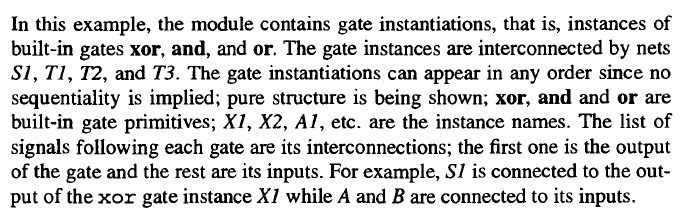 In this example, the module contains gate instantiations, that is, instances of
built-in gates xor, and, and or. The gate instances are interconnected by nets
S1, T1, T2, and T3. The gate instantiations can appear in any order since no
sequentiality is implied; pure structure is being shown; xor, and and or are
built-in gate primitives; X1, X2, A1, etc. are the instance names. The list of
signals following each gate are its interconnections; the first one is the output
of the gate and the rest are its inputs. For example, S1 is connected to the out-
put of the xor gate instance X1 while A and B are connected to its inputs.